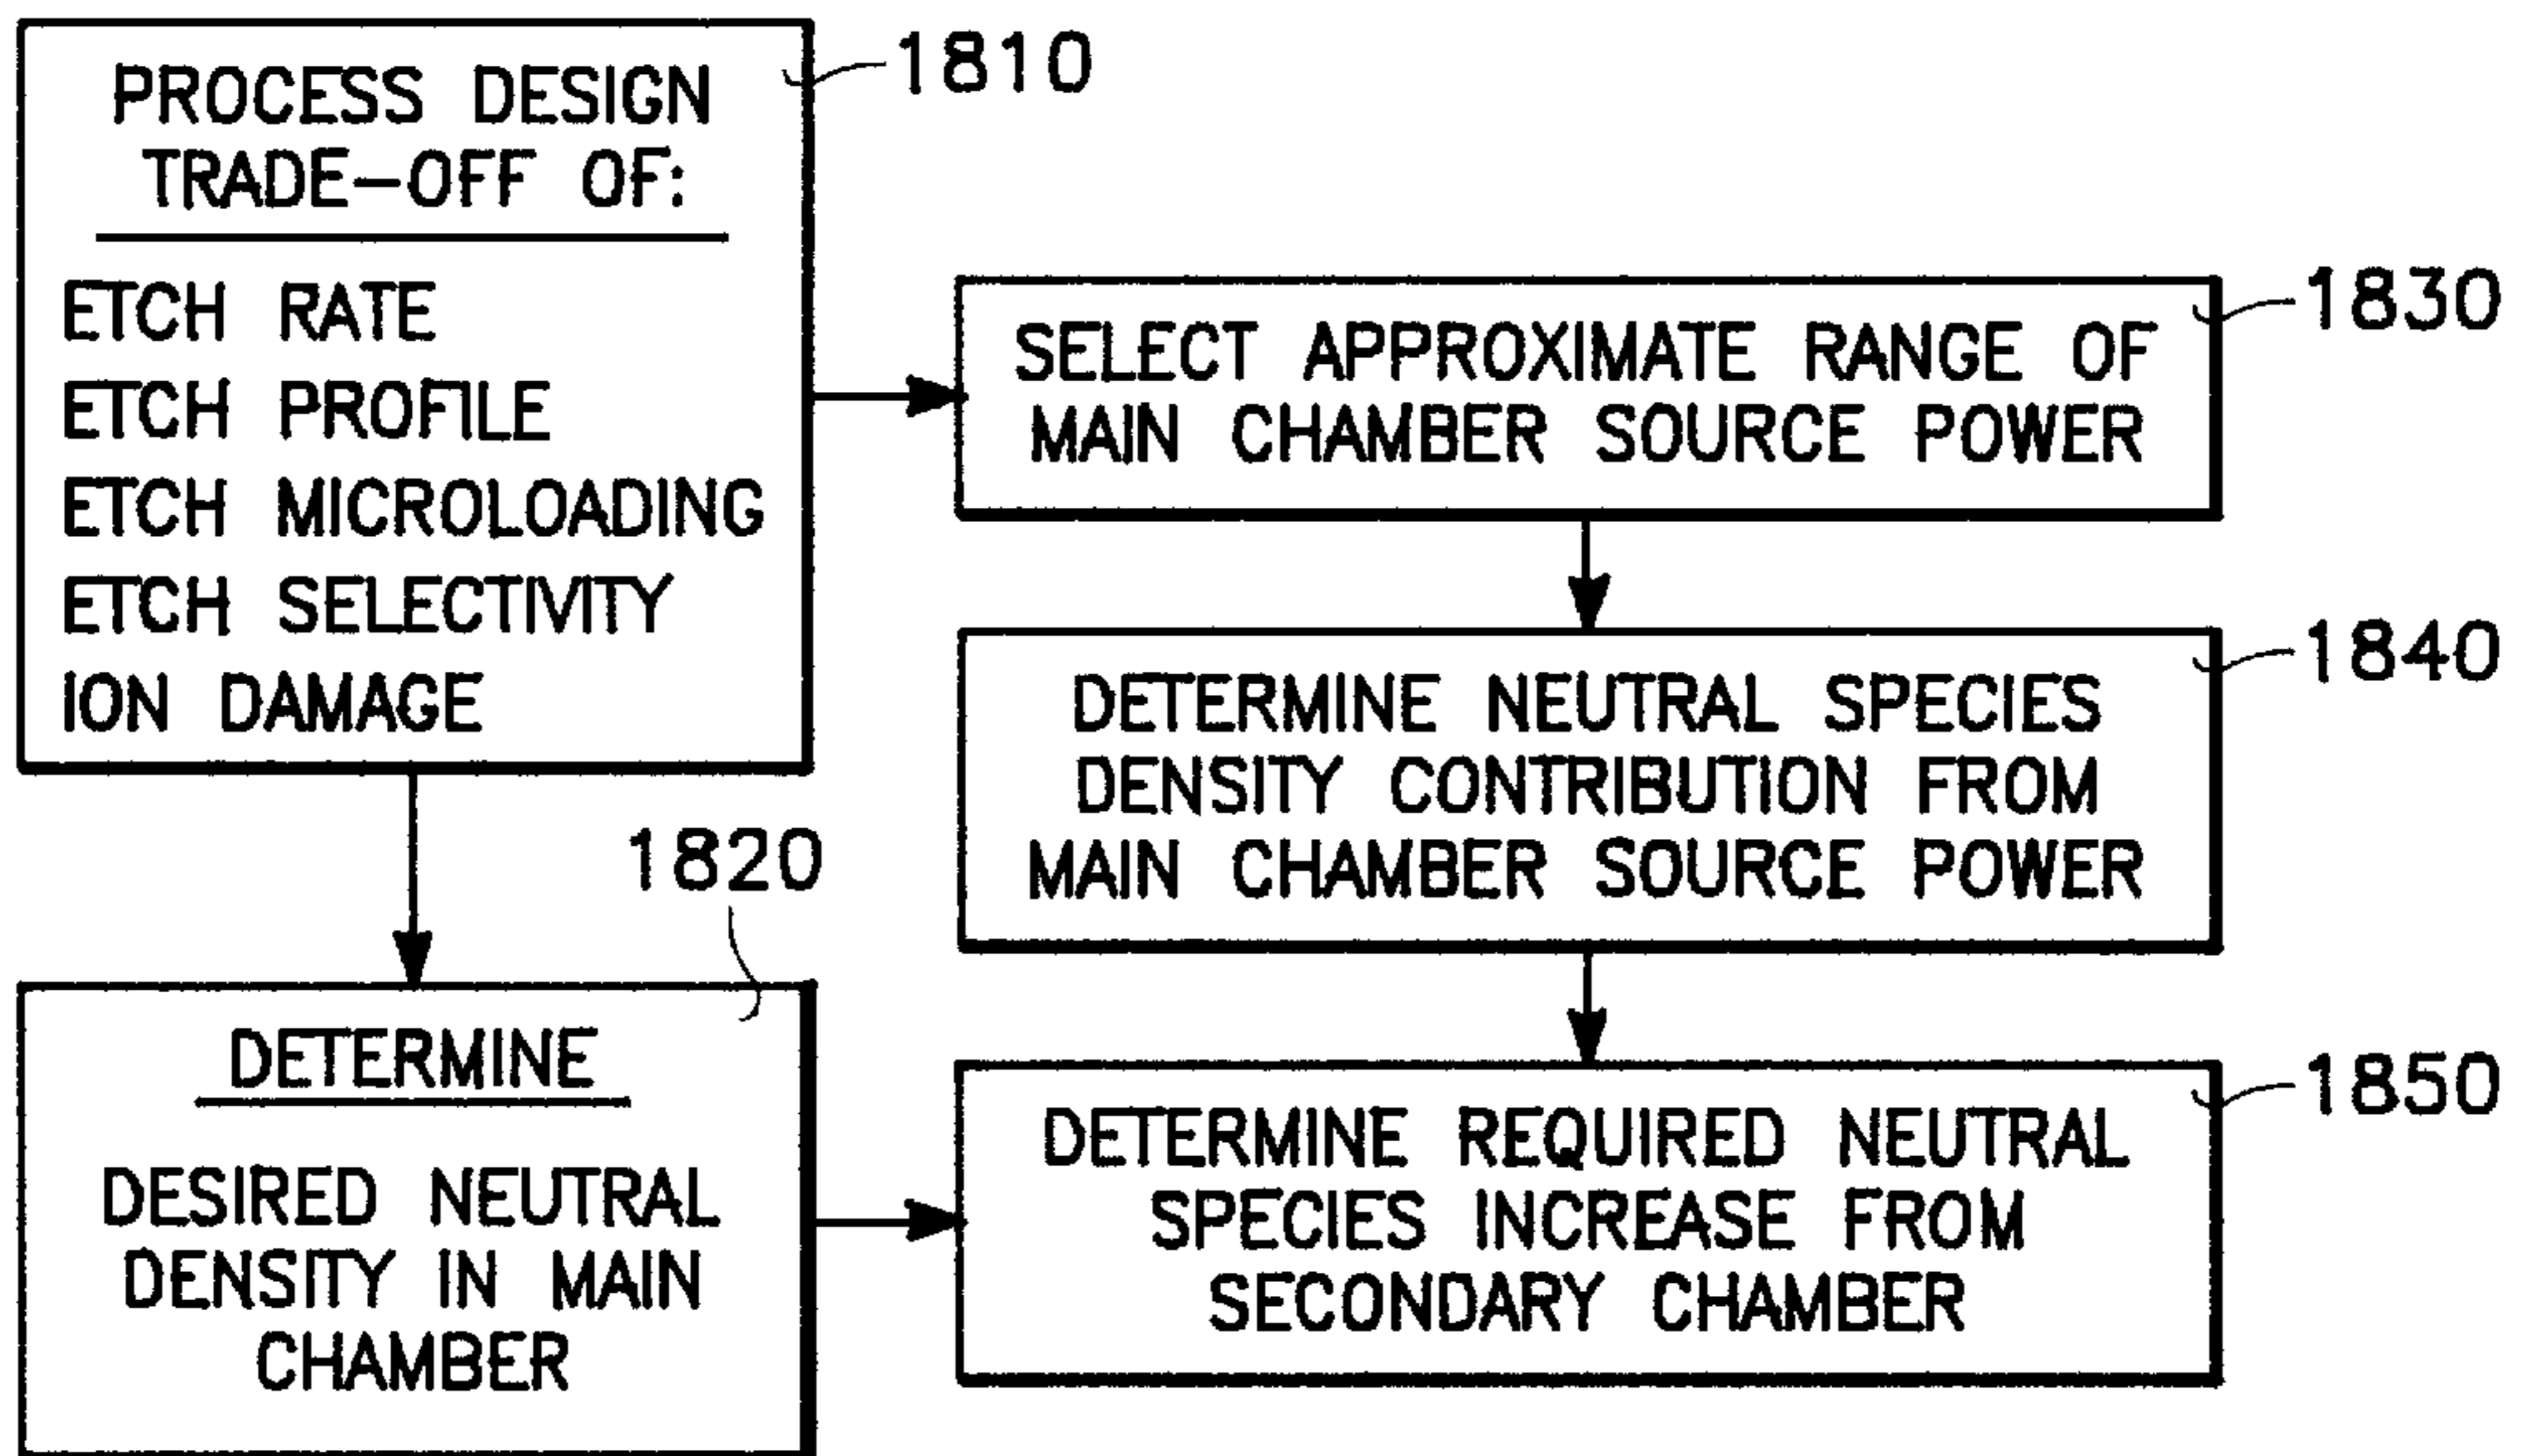 PROCESS DESIGN
TRADE-OFF OF:
ETCH RATE
ETCH PROFILE
ETCH MICROLOADING
ETCH SELECTIVITY
ION DAMAGE
1810
SELECT APPROXIMATE RANGE OF
MAIN CHAMBER SOURCE POWER
1830
DETERMINE NEUTRAL SPECIES
DENSITY CONTRIBUTION FROM
MAIN CHAMBER SOURCE POWER
1840
1820
DETERMINE
DESIRED NEUTRAL
DENSITY IN MAIN
CHAMBER
DETERMINE REQUIRED NEUTRAL
SPECIES INCREASE FROM
SECONDARY CHAMBER
1850